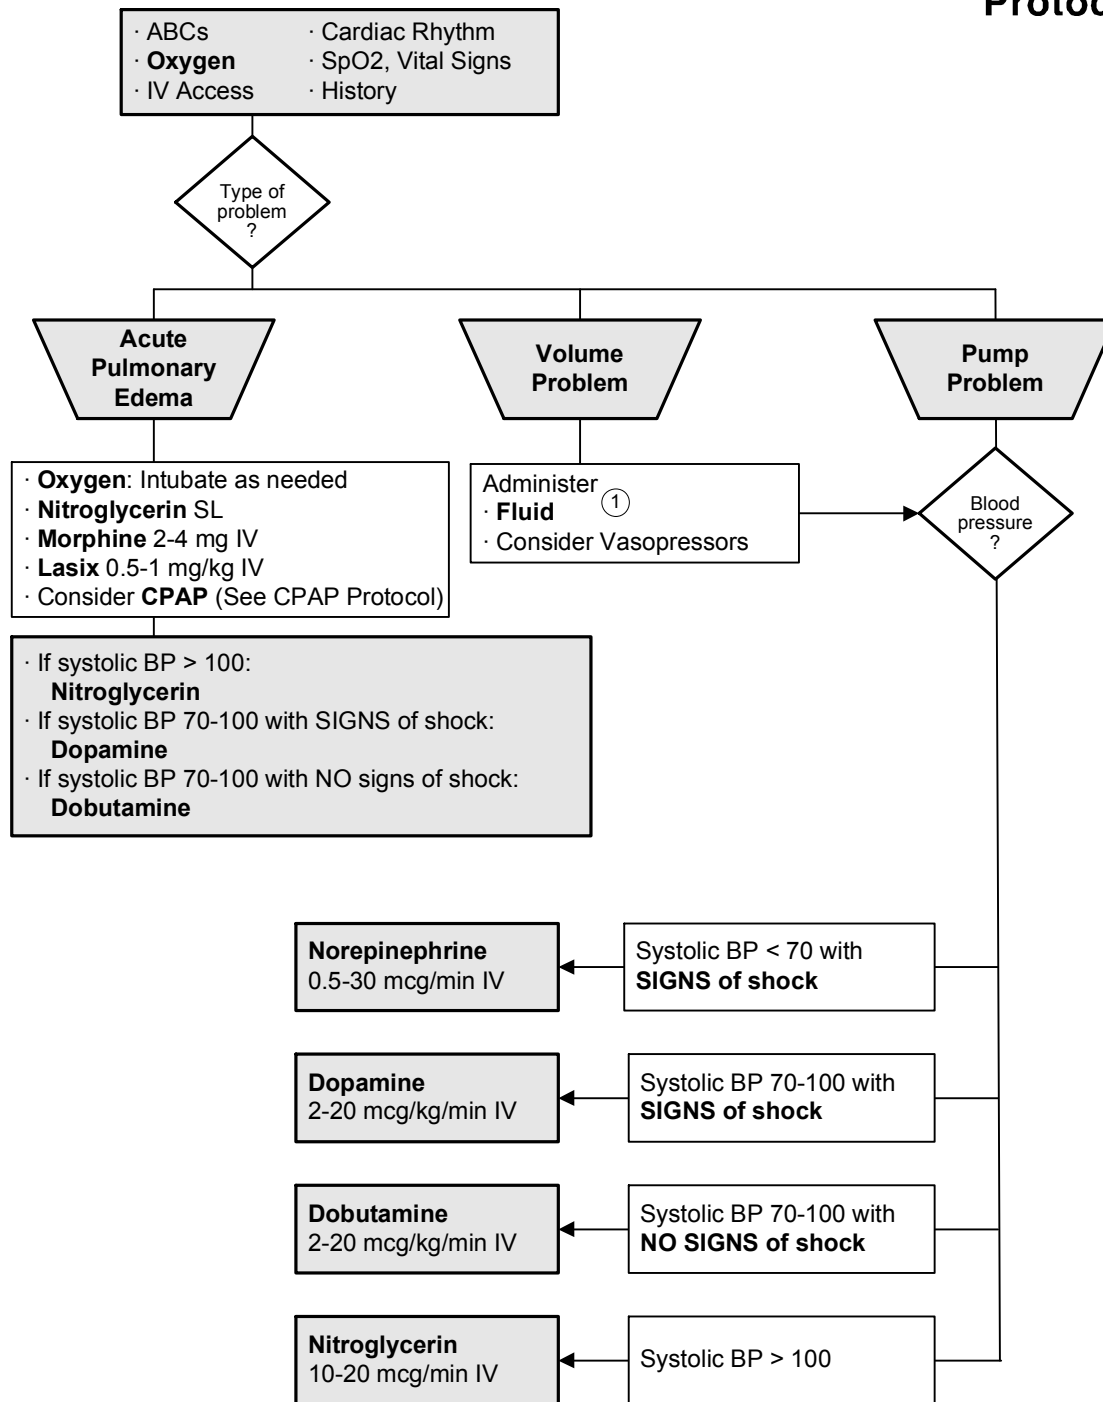 Protoc
· ABCs
· Oxygen
· IV Access
· Cardiac Rhythm
· SpO2, Vital Signs
· History
Type of
problem
?
Acute
Pulmonary
Edema
Volume
Problem
Pump
Problem
· Oxygen: Intubate as needed
· Nitroglycerin SL
· Morphine 2-4 mg IV
· Lasix 0.5-1 mg/kg IV
· Consider CPAP (See CPAP Protocol)
Administer
· Fluid
1
· Consider Vasopressors
Blood
pressure
?
· If systolic BP > 100:
Nitroglycerin
· If systolic BP 70-100 with SIGNS of shock:
Dopamine
· If systolic BP 70-100 with NO signs of shock:
Dobutamine
Norepinephrine
0.5-30 mcg/min IV
Systolic BP < 70 with
SIGNS of shock
Dopamine
2-20 mcg/kg/min IV
Systolic BP 70-100 with
SIGNS of shock
Dobutamine
2-20 mcg/kg/min IV
Systolic BP 70-100 with
NO SIGNS of shock
Nitroglycerin
10-20 mcg/min IV
Systolic BP > 100